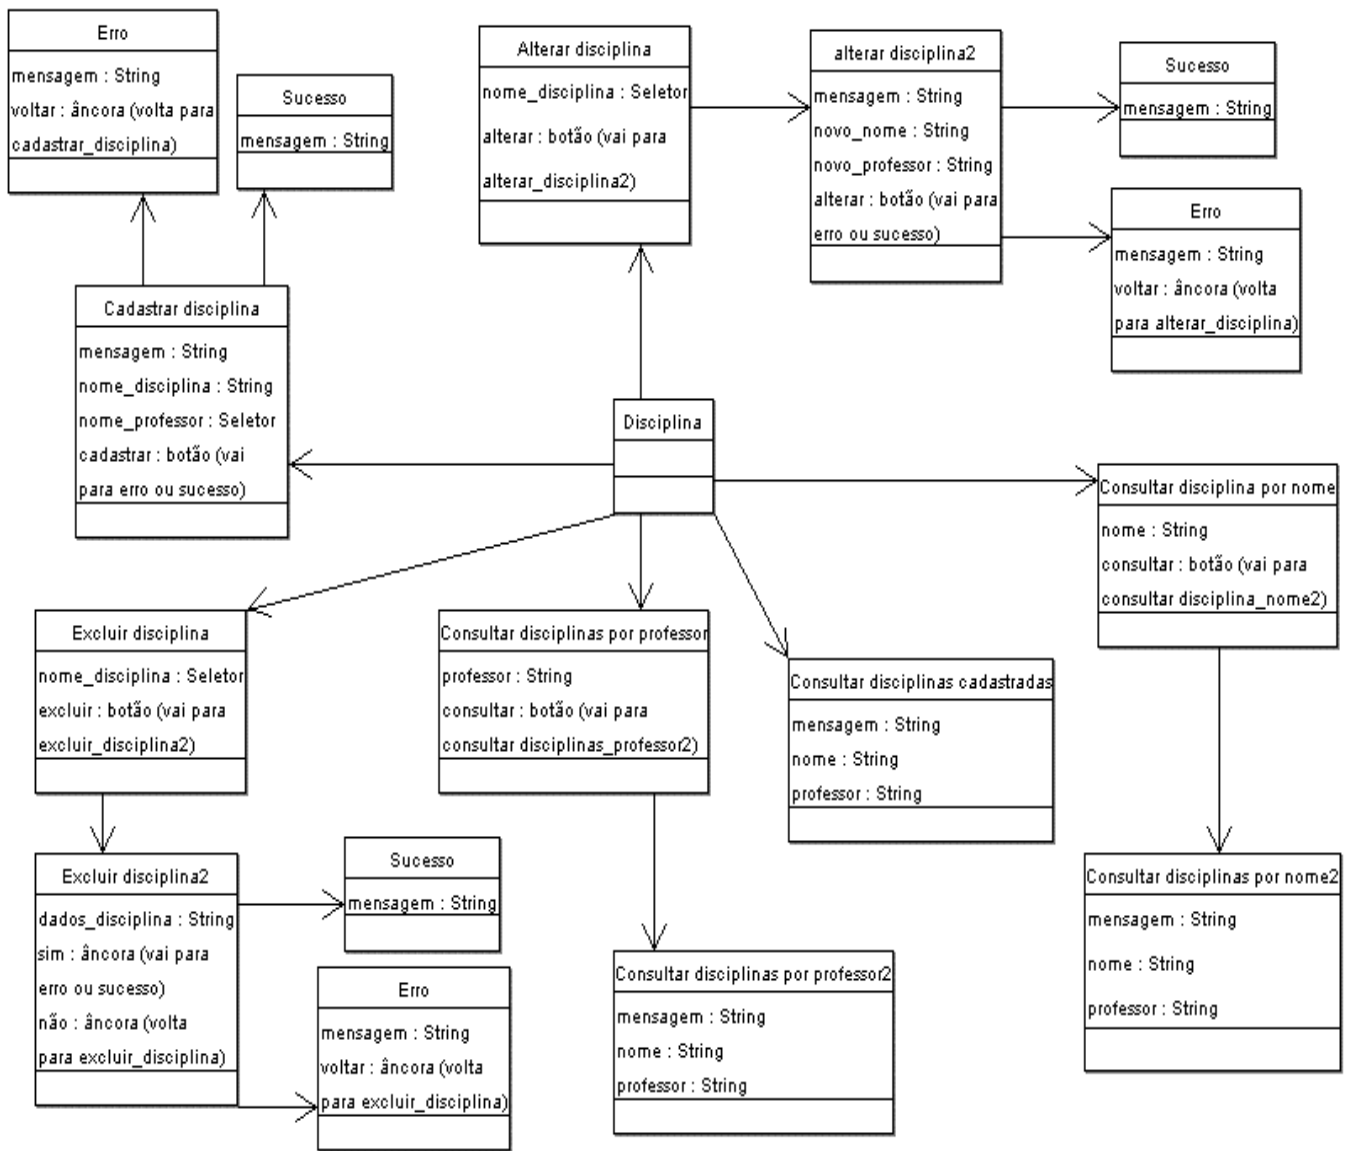 Erro
mensagem : String
voltar : âncora (volta para
cadastrar_disciplina)
Sucesso
mensagem : String
Alterar disciplina
nome_disciplina : Seletor
alterar : botão (vai para
alterar_disciplina2)
alterar disciplina2
mensagem : String
novo_nome : String
novo_professor : String
alterar : botão (vai para
erro ou sucesso)
Sucesso
mensagem : String
Erro
mensagem : String
voltar : âncora (volta
para alterar_disciplina)
Cadastrar disciplina
mensagem : String
nome_disciplina : String
nome_professor : Seletor
cadastrar : botão (vai
para erro ou sucesso)
Disciplina
Consultar disciplina por nome
nome : String
consultar : botão (vai para
consultar disciplina_nome2)
Excluir disciplina
nome_disciplina : Seletor
excluir : botão (vai para
excluir_disciplina2)
Consultar disciplinas por professor
professor : String
consultar : botão (vai para
consultar disciplinas_professor2)
Consultar disciplinas cadastradas
mensagem : String
nome : String
professor : String
Excluir disciplina2
dados_disciplina : String
sim : âncora (vai para
erro ou sucesso)
não : âncora (volta
para excluir_disciplina)
Sucesso
mensagem : String
Erro
mensagem : String
voltar : âncora (volta
para excluir_disciplina)
Consultar disciplinas por professor2
mensagem : String
nome : String
professor : String
Consultar disciplinas por nome2
mensagem : String
nome : String
professor : String